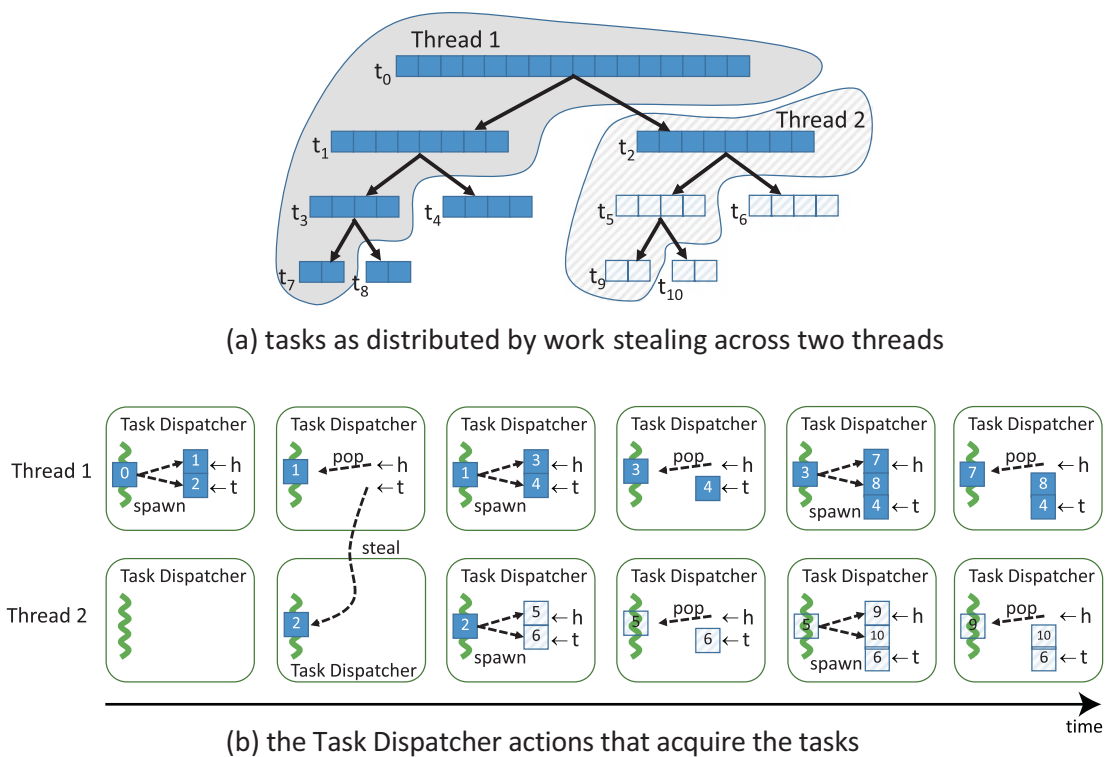 Thread 1
t0
Thread 2
t1
t2
t3
t4
t5
t6
t7
t8
t9
t10
(a) tasks as distributed by work stealing across two threads
Thread 1
Task Dispatcher
0
1
2
←h
←t
spawn
Task Dispatcher
1
pop
←h
←t
steal
Task Dispatcher
1
3
4
←h
←t
spawn
Task Dispatcher
3
pop
4
←h
←t
Task Dispatcher
3
7
8
4
←h
←t
spawn
Task Dispatcher
7
pop
8
4
←h
←t
Thread 2
Task Dispatcher
2
Task Dispatcher
Task Dispatcher
2
5
6
←h
←t
spawn
Task Dispatcher
5
pop
6
←h
←t
Task Dispatcher
5
9
10
6
←h
←t
spawn
Task Dispatcher
9
pop
10
6
←h
←t
time
(b) the Task Dispatcher actions that acquire the tasks